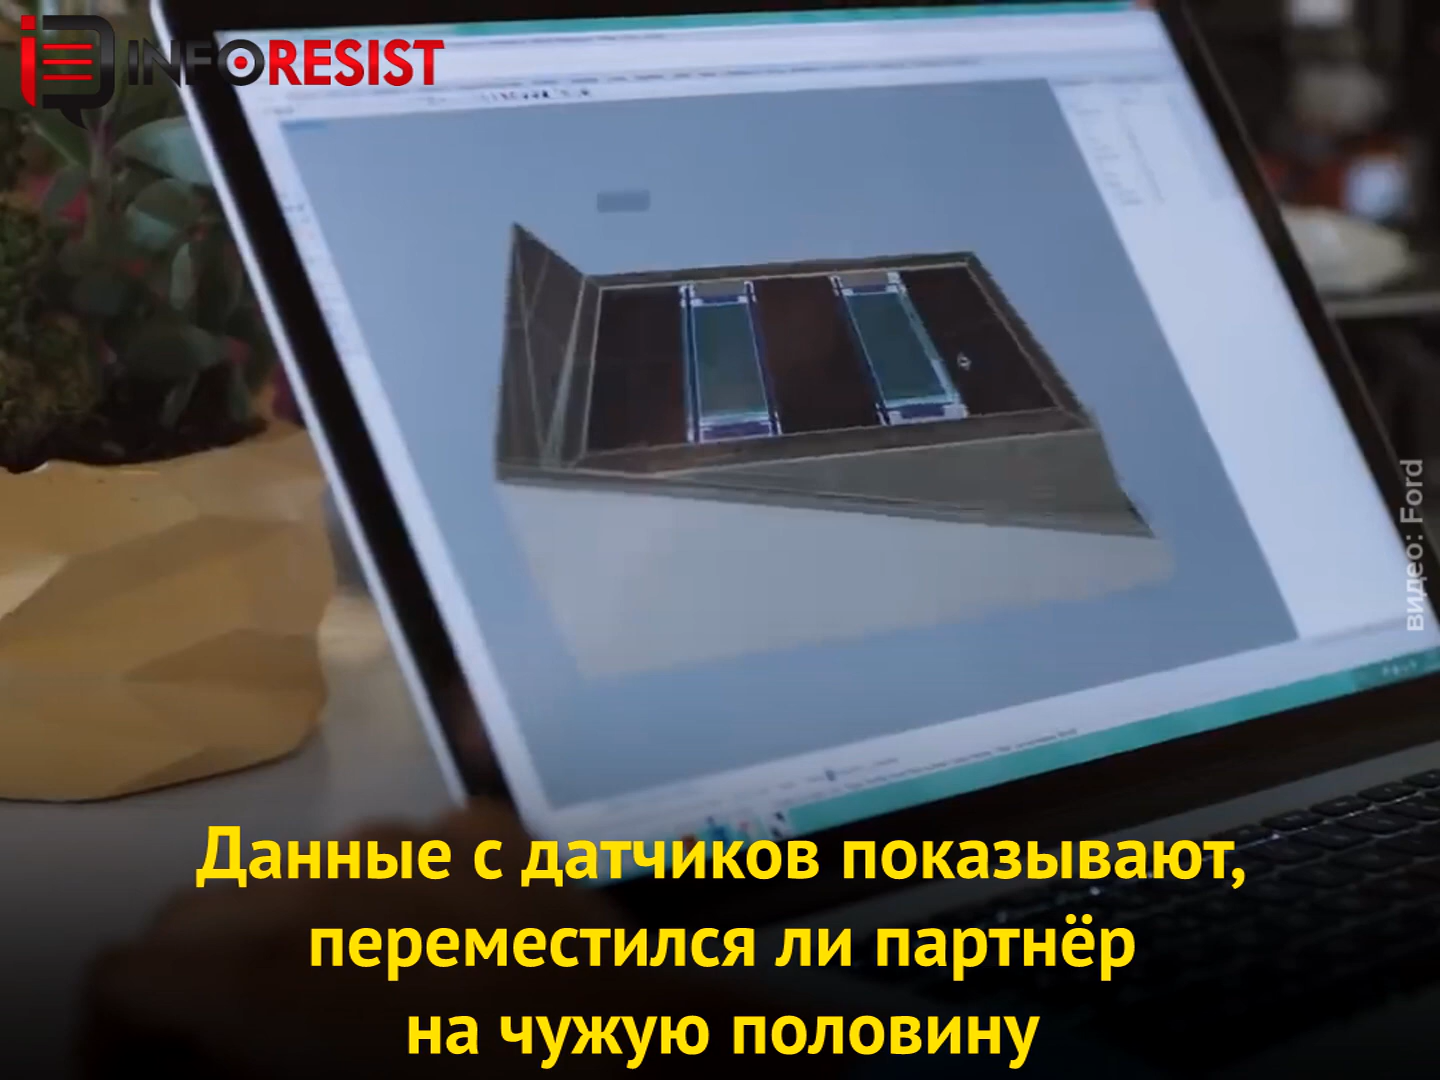 INFORESIST
видео: Ford
Данные с датчиков показывают,
переместился ли партнёр
на чужую половину